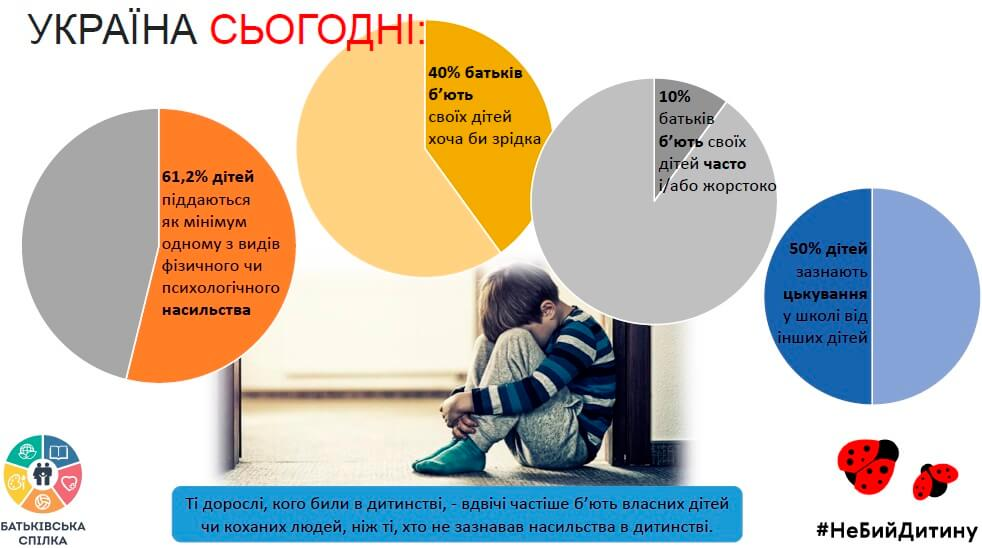 УКРАЇНА СЬОГОДНІ:
61,2% дітей
піддаються
як мінімум
одному з видів
фізичного чи
психологічного
насильства
40% батьків
б’ють
своїх дітей
хоча би зрідка
10%
батьків
б’ють своїх
дітей часто
і/або жорстоко
50% дітей
зазнають
цькування
у школі від
інших дітей
Ті дорослі, кого били в дитинстві, - вдвічі частіше б’ють власних дітей
чи коханих людей, ніж ті, хто не зазнавав насильства в дитинстві.
БАТЬКІВСЬКА
СПІЛКА
#НеБийДитину